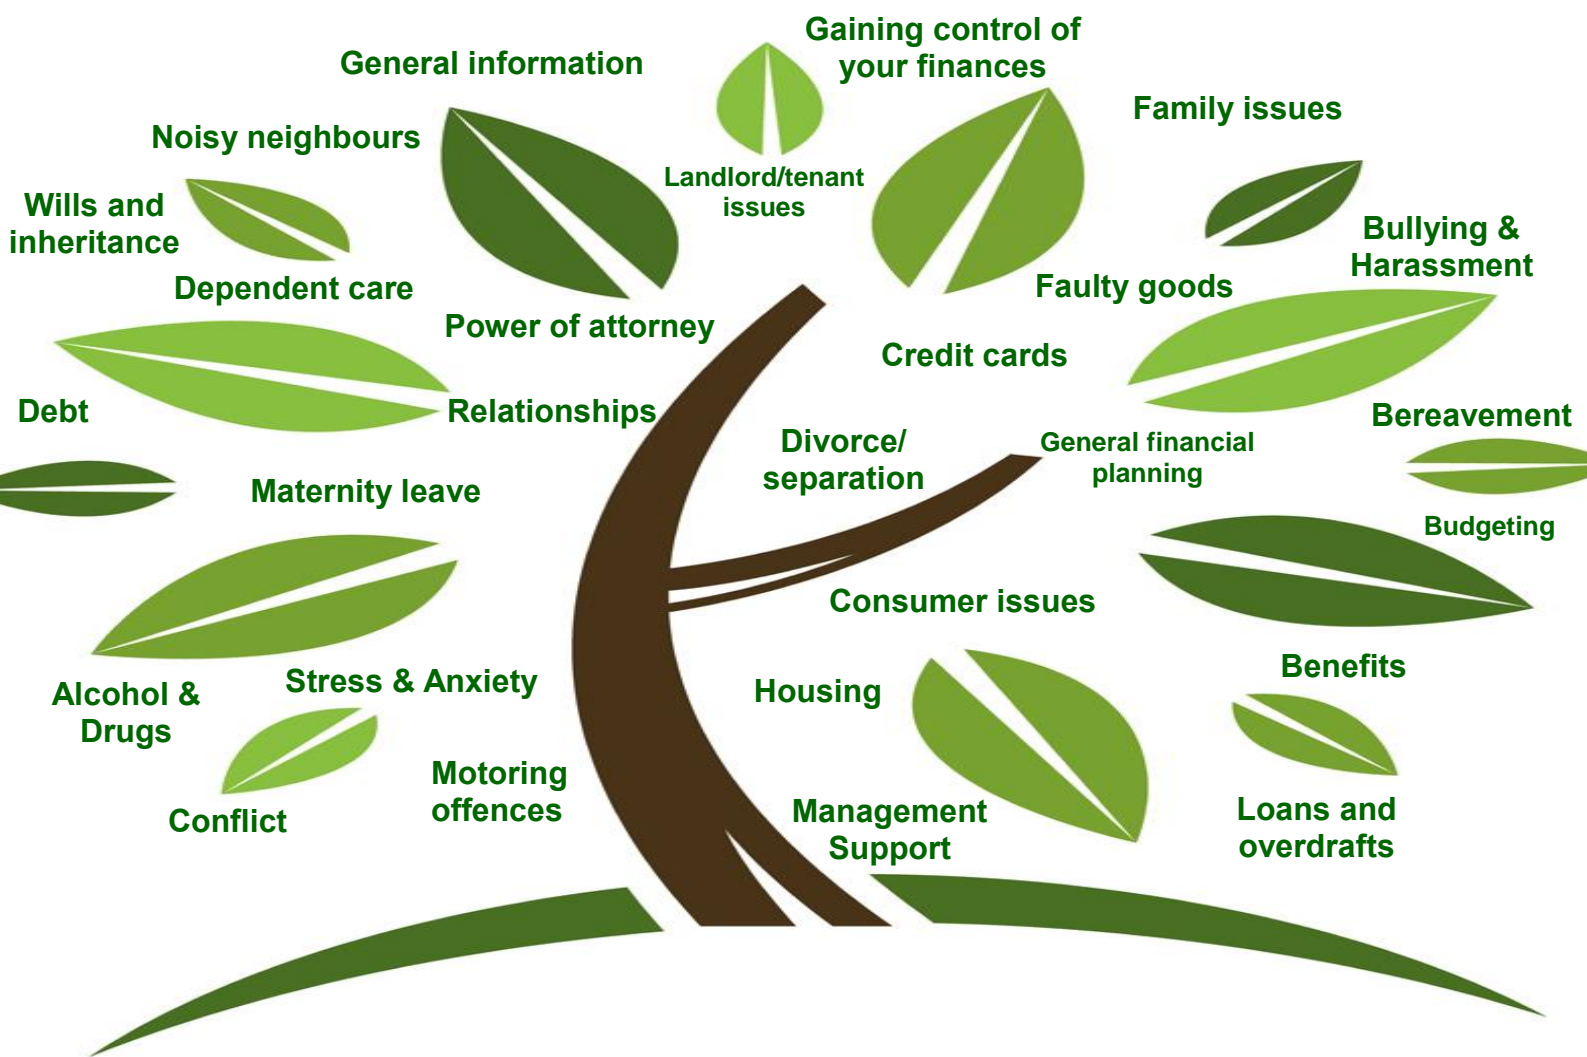 Gaining control of
your finances
General information
Family issues
Noisy neighbours
Landlord/tenant
issues
Wills and
inheritance
Bullying &
Harassment
Dependent care
Faulty goods
Power of attorney
Credit cards
Debt
Relationships
Bereavement
Divorce/
separation
General financial
planning
Maternity leave
Budgeting
Consumer issues
Stress & Anxiety
Benefits
Alcohol &
Drugs
Housing
Motoring
offences
Conflict
Management
Support
Loans and
overdrafts